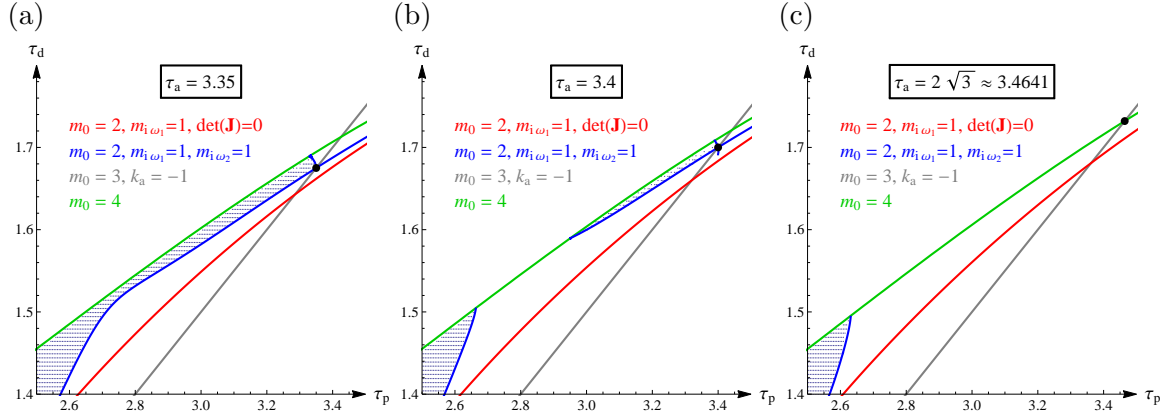 (a)
τd
τa = 3.35
m0 = 2, miω1=1, det(J)=0
m0 = 2, miω1=1, miω2=1
m0 = 3, ka = −1
m0 = 4
1.7
1.6
1.5
1.4
2.6 2.8 3.0 3.2 3.4 τp
(b)
τd
τa = 3.4
m0 = 2, miω1=1, det(J)=0
m0 = 2, miω1=1, miω2=1
m0 = 3, ka = −1
m0 = 4
1.7
1.6
1.5
1.4
2.6 2.8 3.0 3.2 3.4 τp
(c)
τd
τa = 2 √3 ≈ 3.4641
m0 = 2, miω1=1, det(J)=0
m0 = 2, miω1=1, miω2=1
m0 = 3, ka = −1
m0 = 4
1.7
1.6
1.5
1.4
2.6 2.8 3.0 3.2 3.4 τp